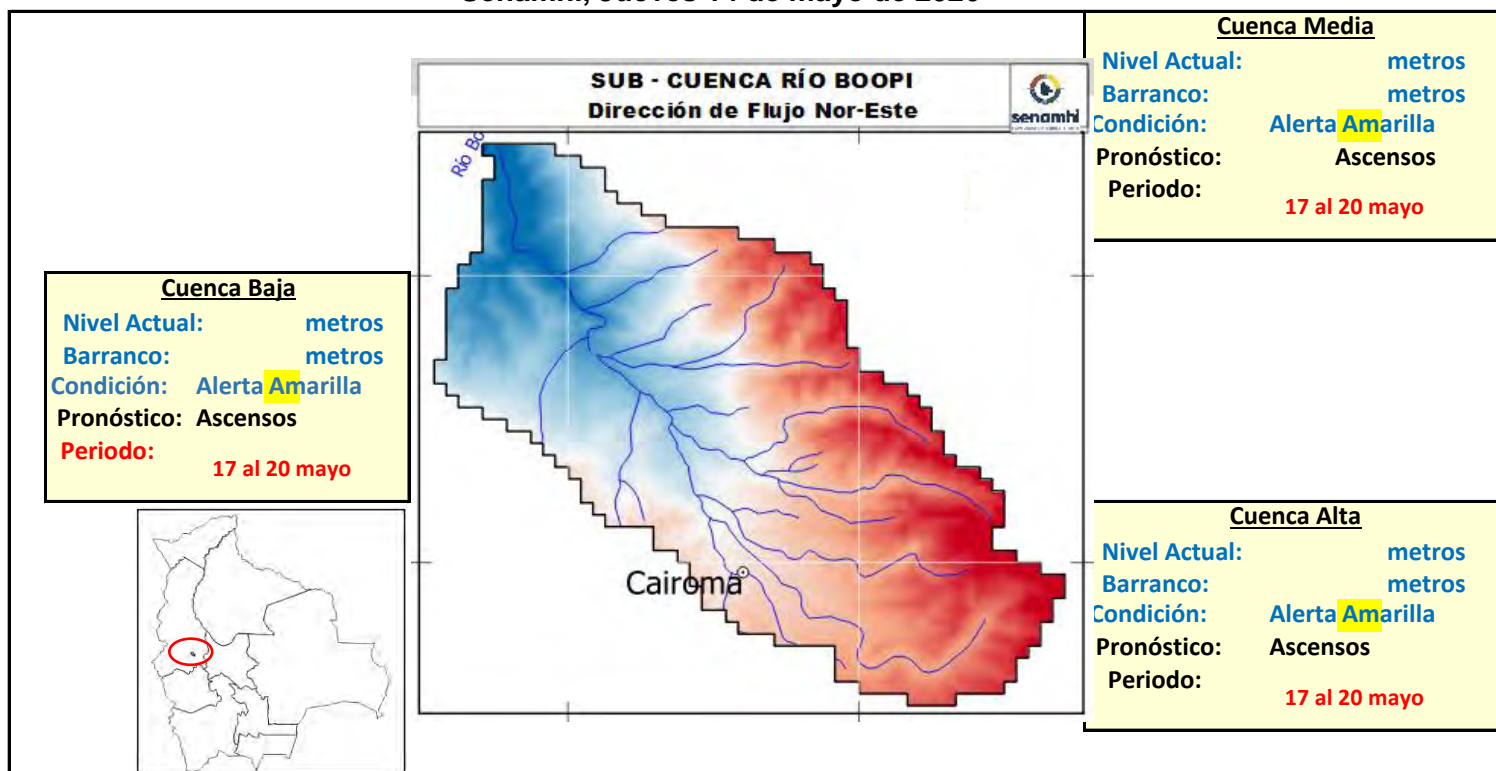 SUB - CUENCA RÍO BOOPI
Dirección de Flujo Nor-Este
senamhi
Río Bo
Cairoma
Cuenca Media
Nivel Actual: metros
Barranco: metros
Condición: Alerta Amarilla
Pronóstico: Ascensos
Periodo:
17 al 20 mayo
Cuenca Baja
Nivel Actual: metros
Barranco: metros
Condición: Alerta Amarilla
Pronóstico: Ascensos
Periodo:
17 al 20 mayo
Cuenca Alta
Nivel Actual: metros
Barranco: metros
Condición: Alerta Amarilla
Pronóstico: Ascensos
Periodo:
17 al 20 mayo